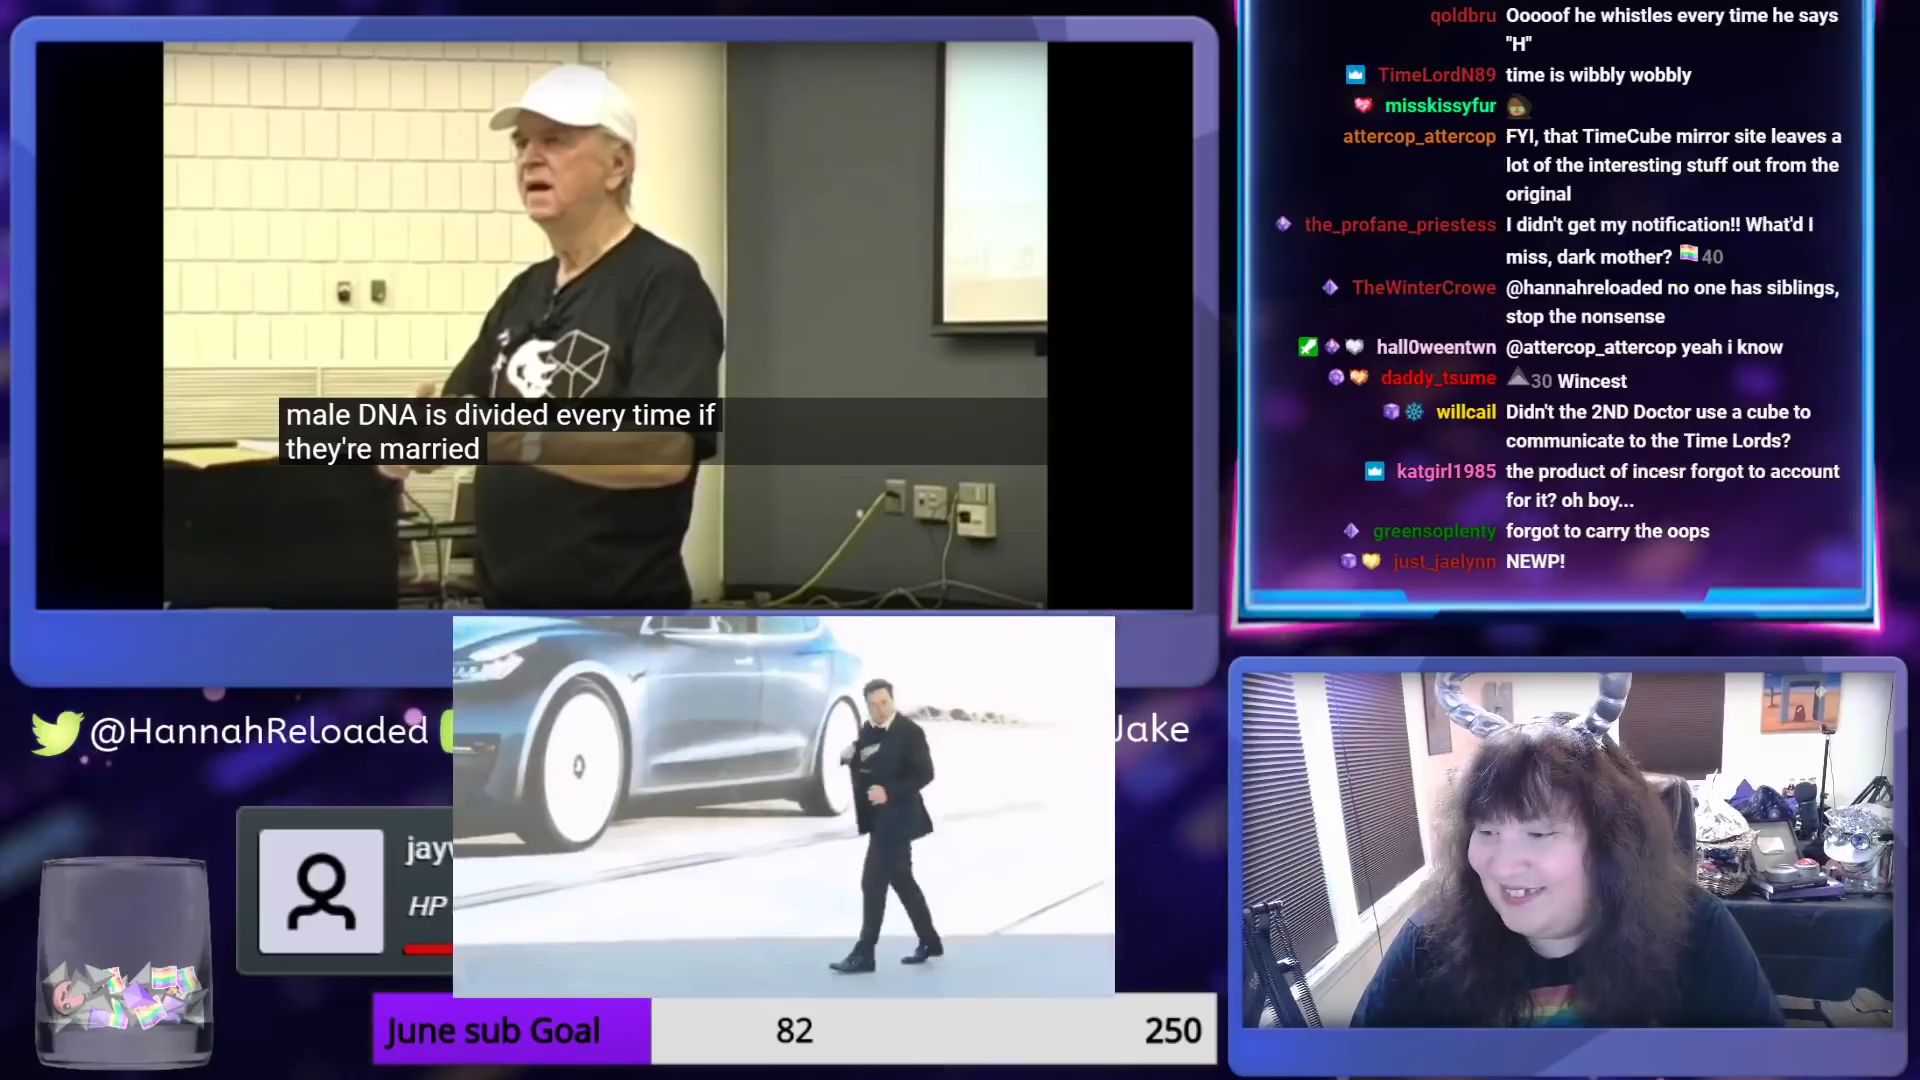 male DNA is divided every time if
they're married
qoldbru Ooooof he whistles every time he says
"H"
TimeLordN89 time is wibbly wobbly
misskissyfur
attercop_attercop FYI, that TimeCube mirror site leaves a
lot of the interesting stuff out from the
original
the_profane_priestess I didn't get my notification!! What'd I
miss, dark mother? 40
TheWinterCrowe @hannahreloaded no one has siblings,
stop the nonsense
hall0weentwn @attercop_attercop yeah i know
daddy_tsume 30 Wincest
willcail Didn't the 2ND Doctor use a cube to
communicate to the Time Lords?
katgirl1985 the product of incesr forgot to account
for it? oh boy...
greensoplenty forgot to carry the oops
just_jaelynn NEWP!
@HannahReloaded
Jake
HP
June sub Goal 82 250